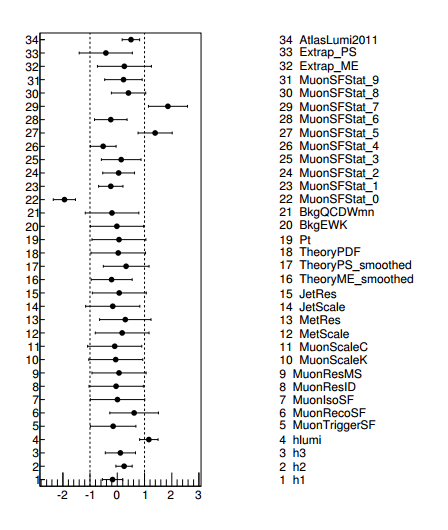 34 34 AtlasLumi2011
33 33 Extrap_PS
32 32 Extrap_ME
31 31 MuonSFStat_9
30 30 MuonSFStat_8
29 29 MuonSFStat_7
28 28 MuonSFStat_6
27 27 MuonSFStat_5
26 26 MuonSFStat_4
25 25 MuonSFStat_3
24 24 MuonSFStat_2
23 23 MuonSFStat_1
22 22 MuonSFStat_0
21 21 BkgQCDWmn
20 20 BkgEWK
19 19 Pt
18 18 TheoryPDF
17 17 TheoryPS_smoothed
16 16 TheoryME_smoothed
15 15 JetRes
14 14 JetScale
13 13 MetRes
12 12 MetScale
11 11 MuonScaleC
10 10 MuonScaleK
9 9 MuonResMS
8 8 MuonResID
7 7 MuonIsoSF
6 6 MuonRecoSF
5 5 MuonTriggerSF
4 4 hlumi
3 3 h3
2 2 h2
1 1 h1
-2 -1 0 1 2 3